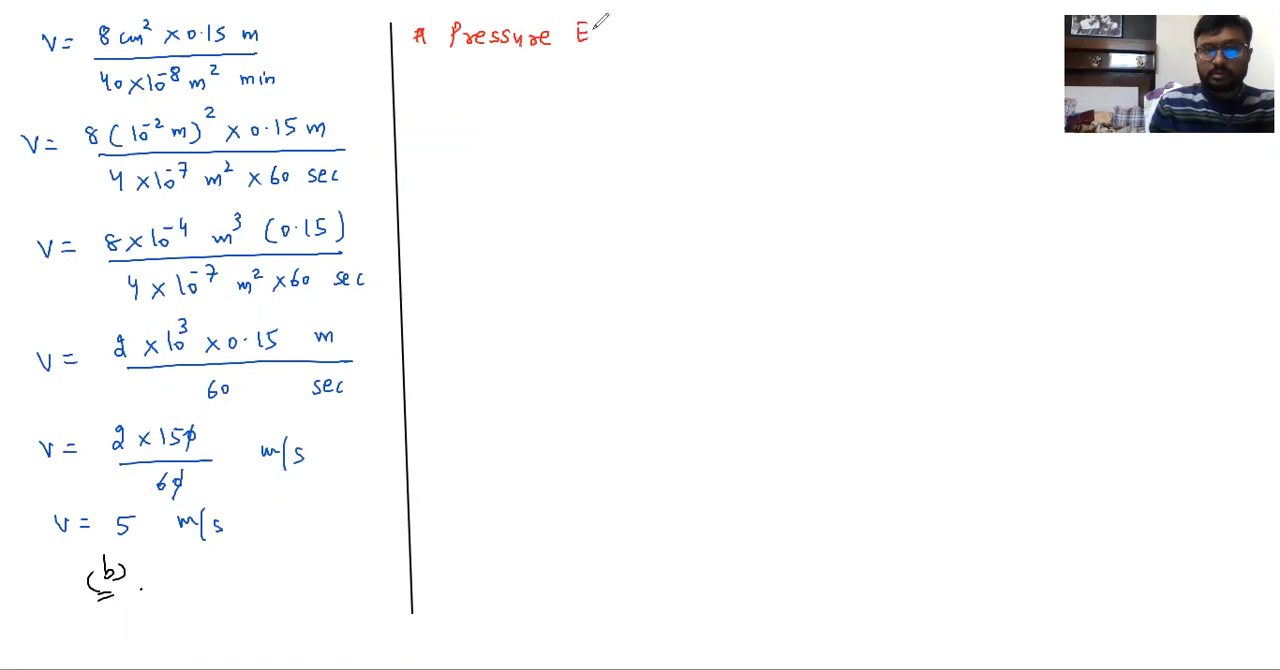 V = 8 cm² × 0.15 m / 40 × 10⁻⁸ m² min
V = 8 (10⁻² m)² × 0.15 m / 4 × 10⁻⁷ m² × 60 sec
V = 8 × 10⁻⁴ m³ (0.15) / 4 × 10⁻⁷ m² × 60 sec
V = 2 × 10³ × 0.15 m / 60 sec
V = 2 × 150 / 60 m/s
V = 5 m/s
(b).
* Pressure E